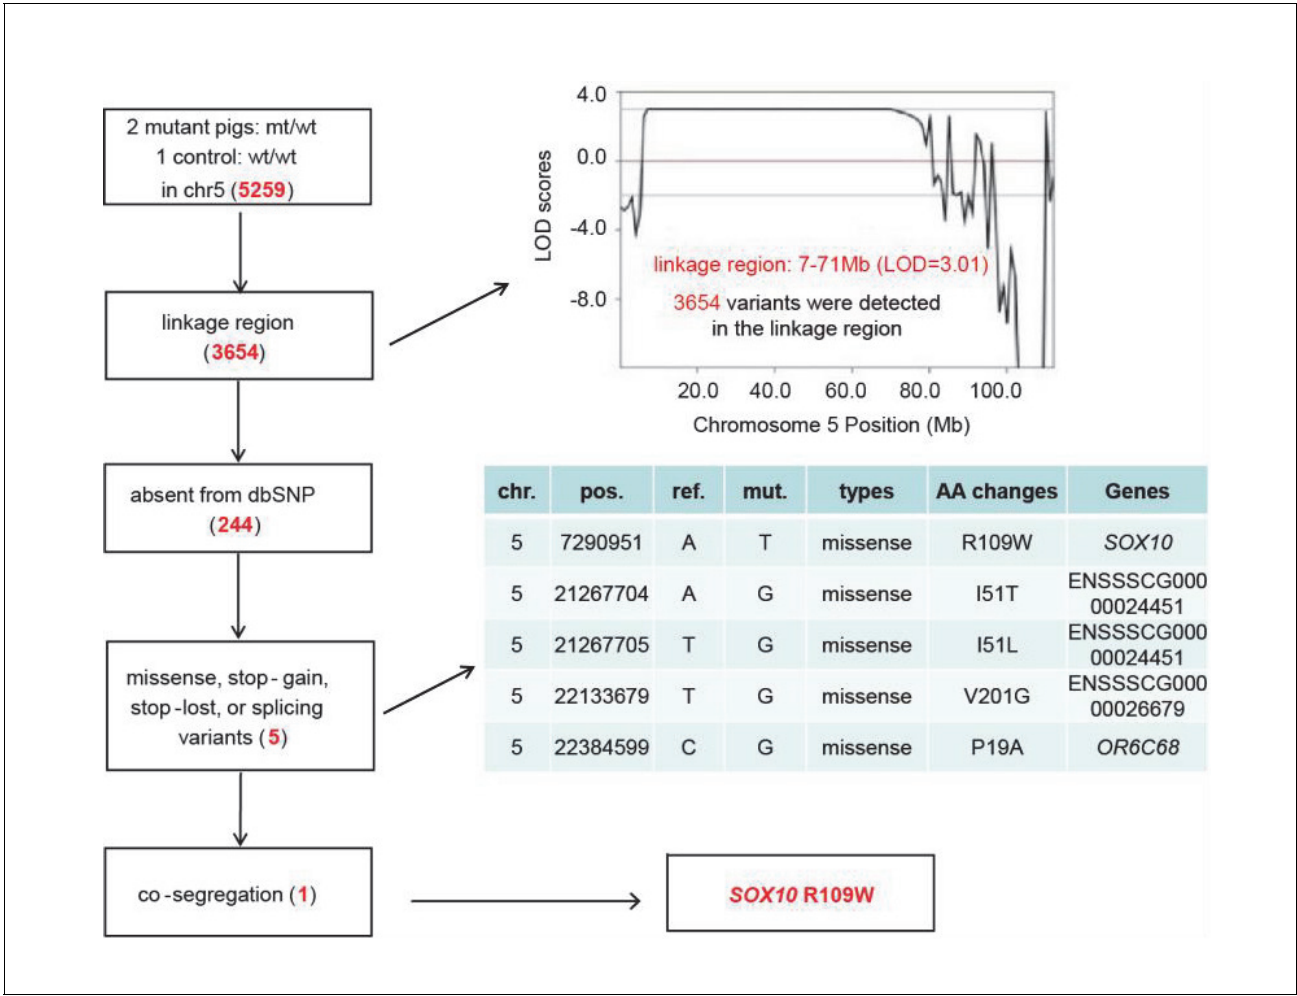 2 mutant pigs: mt/wt
1 control: wt/wt
in chr5 (5259)
linkage region
(3654)
absent from dbSNP
(244)
missense, stop-gain,
stop-lost, or splicing
variants (5)
co-segregation (1)
SOX10 R109W
LOD scores
4.0
0.0
-4.0
-8.0
linkage region: 7-71Mb (LOD=3.01)
3654 variants were detected
in the linkage region
20.0 40.0 60.0 80.0 100.0
Chromosome 5 Position (Mb)
chr. pos. ref. mut. types AA changes Genes
5 7290951 A T missense R109W SOX10
5 21267704 A G missense I51T ENSSSCG000
00024451
5 21267705 T G missense I51L ENSSSCG000
00024451
5 22133679 T G missense V201G ENSSSCG000
00026679
5 22384599 C G missense P19A OR6C68